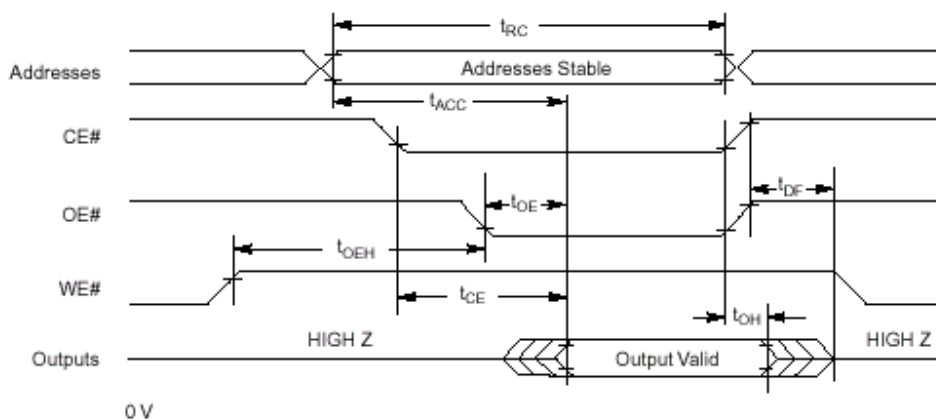 tRC
Addresses
Addresses Stable
tACC
CE#
tDF
OE#
tOE
tOEH
WE#
tCE
tOH
HIGH Z
HIGH Z
Outputs
Output Valid
0 V